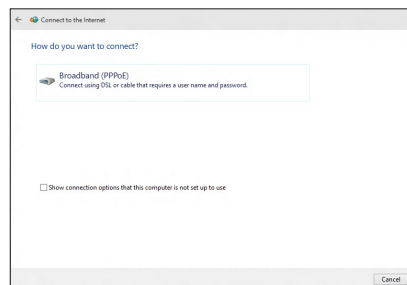 Connect to the Internet
How do you want to connect?
Broadband (PPPoE)
Connect using DSL or cable that requires a user name and password.
Show connection options that this computer is not set up to use
Cancel